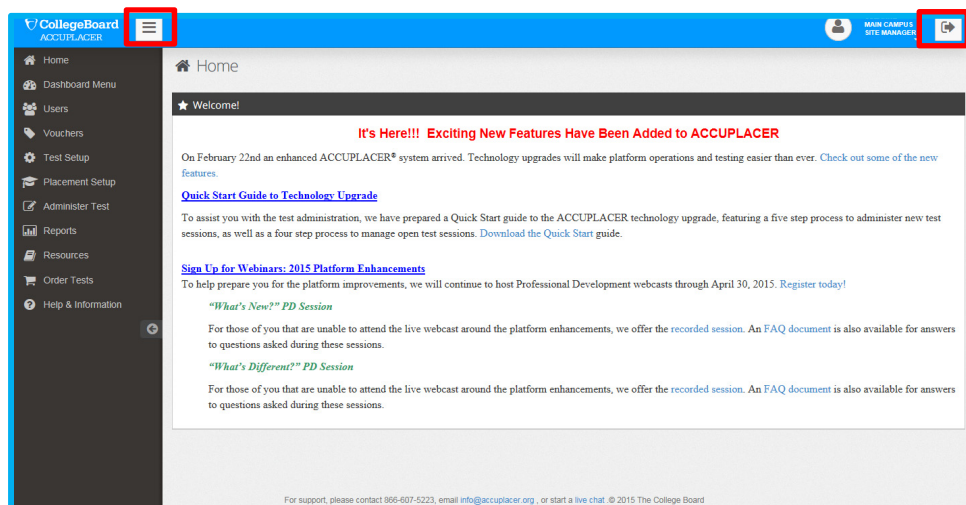 CollegeBoard
ACCUPLACER
MAIN CAMPUS
SITE MANAGER
Home
Dashboard Menu
Users
Vouchers
Test Setup
Placement Setup
Administer Test
Reports
Resources
Order Tests
Help & Information
Home
Welcome!
It's Here!!! Exciting New Features Have Been Added to ACCUPLACER
On February 22nd an enhanced ACCUPLACER® system arrived. Technology upgrades will make platform operations and testing easier than ever. Check out some of the new
features.
Quick Start Guide to Technology Upgrade
To assist you with the test administration, we have prepared a Quick Start guide to the ACCUPLACER technology upgrade, featuring a five step process to administer new test
sessions, as well as a four step process to manage open test sessions. Download the Quick Start guide.
Sign Up for Webinars: 2015 Platform Enhancements
To help prepare you for the platform improvements, we will continue to host Professional Development webcasts through April 30, 2015. Register today!
“What's New?” PD Session
For those of you that are unable to attend the live webcast around the platform enhancements, we offer the recorded session. An FAQ document is also available for answers
to questions asked during these sessions.
“What's Different?” PD Session
For those of you that are unable to attend the live webcast around the platform enhancements, we offer the recorded session. An FAQ document is also available for answers
to questions asked during these sessions.
For support, please contact 866-607-5223, email info@accuplacer.org , or start a live chat .© 2015 The College Board